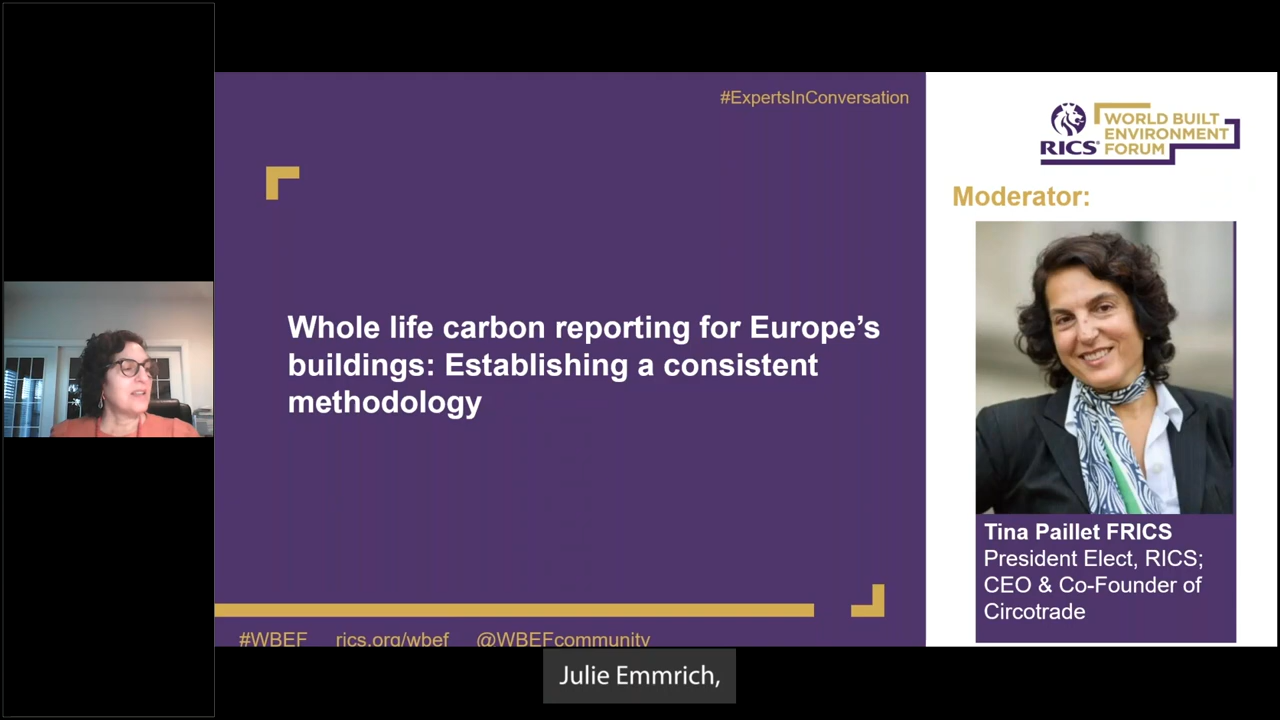 #ExpertsInConversation
RICS
WORLD BUILT
ENVIRONMENT
FORUM
Moderator:
Whole life carbon reporting for Europe’s
buildings: Establishing a consistent
methodology
Tina Paillet FRICS
President Elect, RICS;
CEO & Co-Founder of
Circotrade
#WBEF rics.org/wbef @WBEFcommunity
Julie Emmrich,